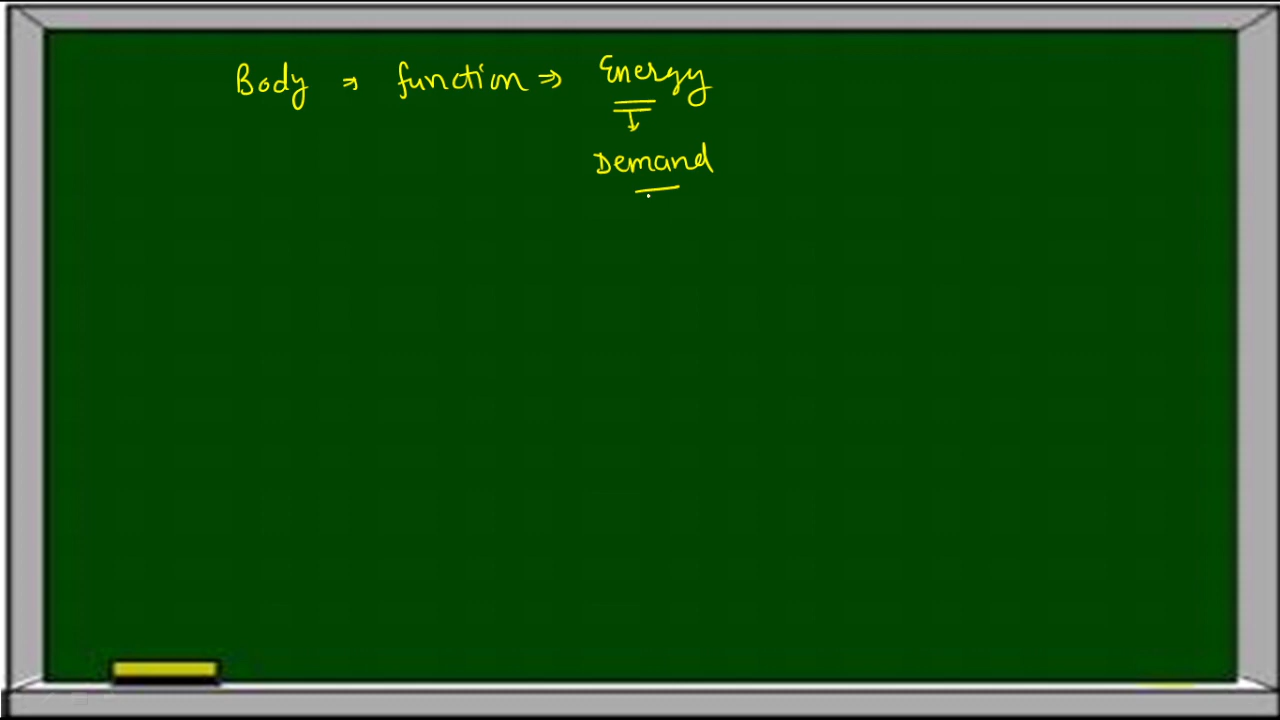 Body → function ⇒ Energy
↓
Demand